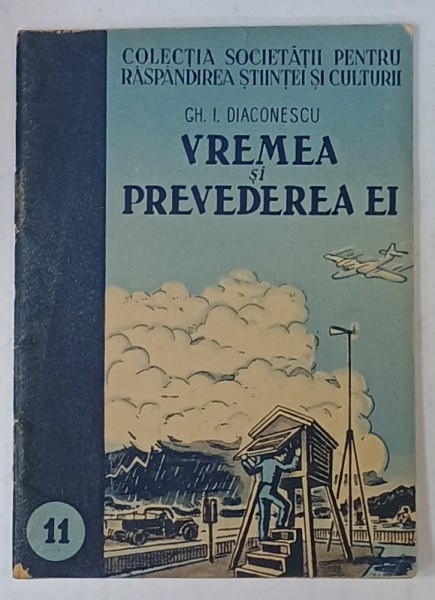 COLECȚIA SOCIETĂȚII PENTRU
RĂSPÂNDIREA ȘTIINȚEI ȘI CULTURII
GH. I. DIACONESCU
VREMEA
și
PREVEDEREA EI
11